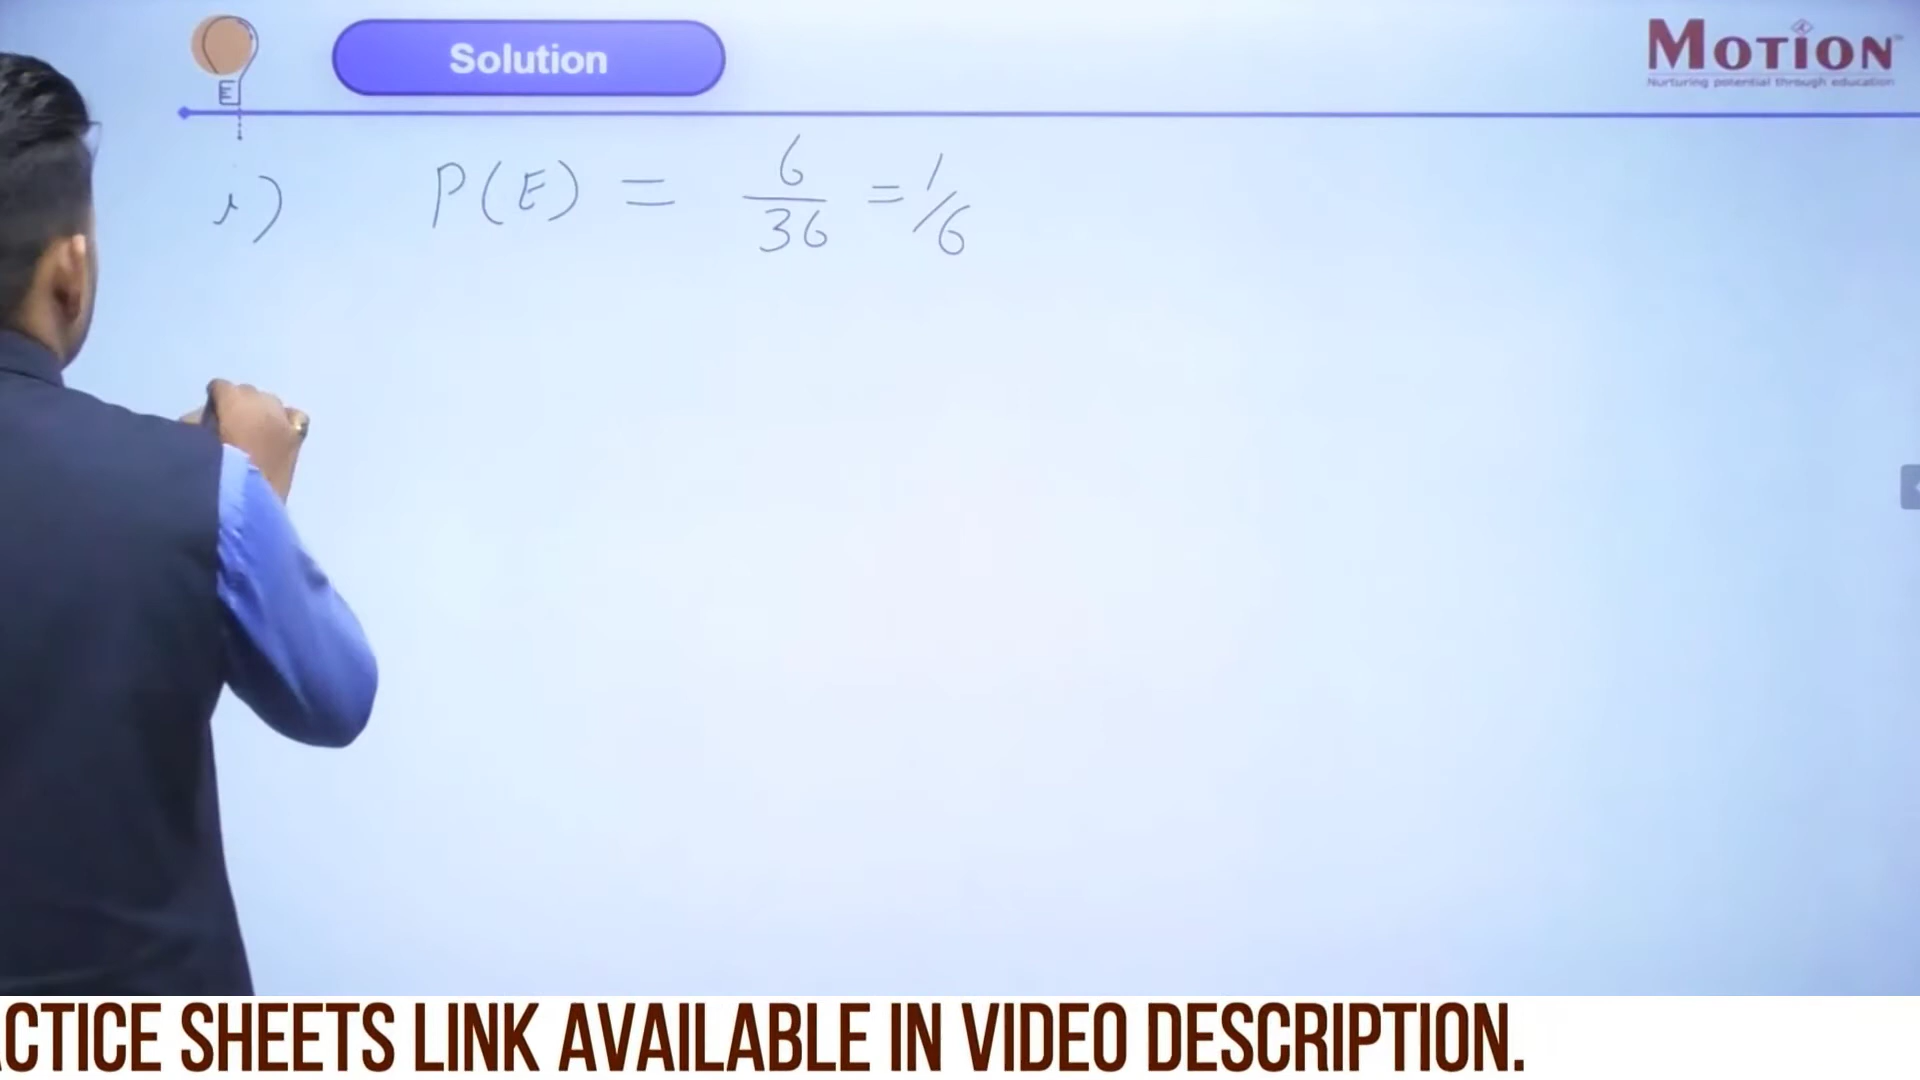 Solution
MOTION
Nurturing potential through education
i) P(E) = 6/36 = 1/6
CTICE SHEETS LINK AVAILABLE IN VIDEO DESCRIPTION.